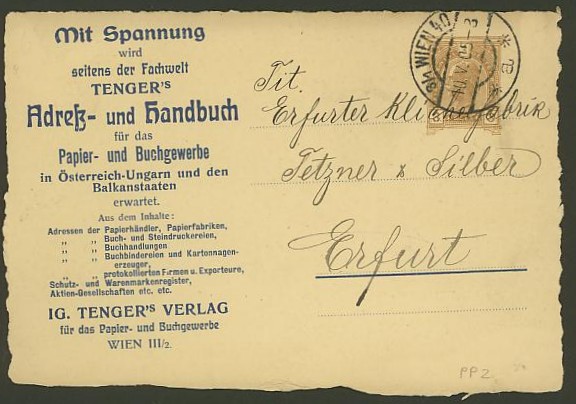 Mit Spannung
wird
seitens der Fachwelt
TENGER'S
Adreß- und Handbuch
für das
Papier- und Buchgewerbe
in Österreich-Ungarn und den
Balkanstaaten
erwartet.
Aus dem Inhalte:
Adressen der Papierhändler, Papierfabriken,
" " Buch- und Steindruckereien,
" " Buchhandlungen
" " Buchbindereien und Kartonnagen-
erzeuger,
" " protokollierten Firmen u. Exporteure,
Schutz- und Warenmarkenregister,
Aktien-Gesellschaften etc. etc.
IG. TENGER'S VERLAG
für das Papier- und Buchgewerbe
WIEN III/2.
WIEN 40
Tit.
Erfurter Klischeefabrik
Tetzner & Silber
Erfurt
PP2